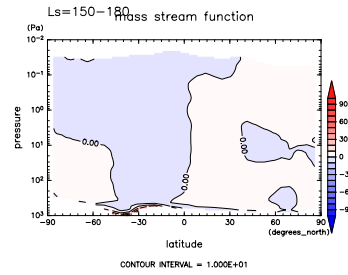 Ls=150−180
mass stream function
(Pa)
10⁻²
10⁻¹
10⁰
10¹
10²
10³
pressure
0.00
0.00
0.00
−90 −60 −30 0 30 60 90
(degrees_north)
latitude
90
60
30
0
−3
−6
−9
CONTOUR INTERVAL = 1.000E+01